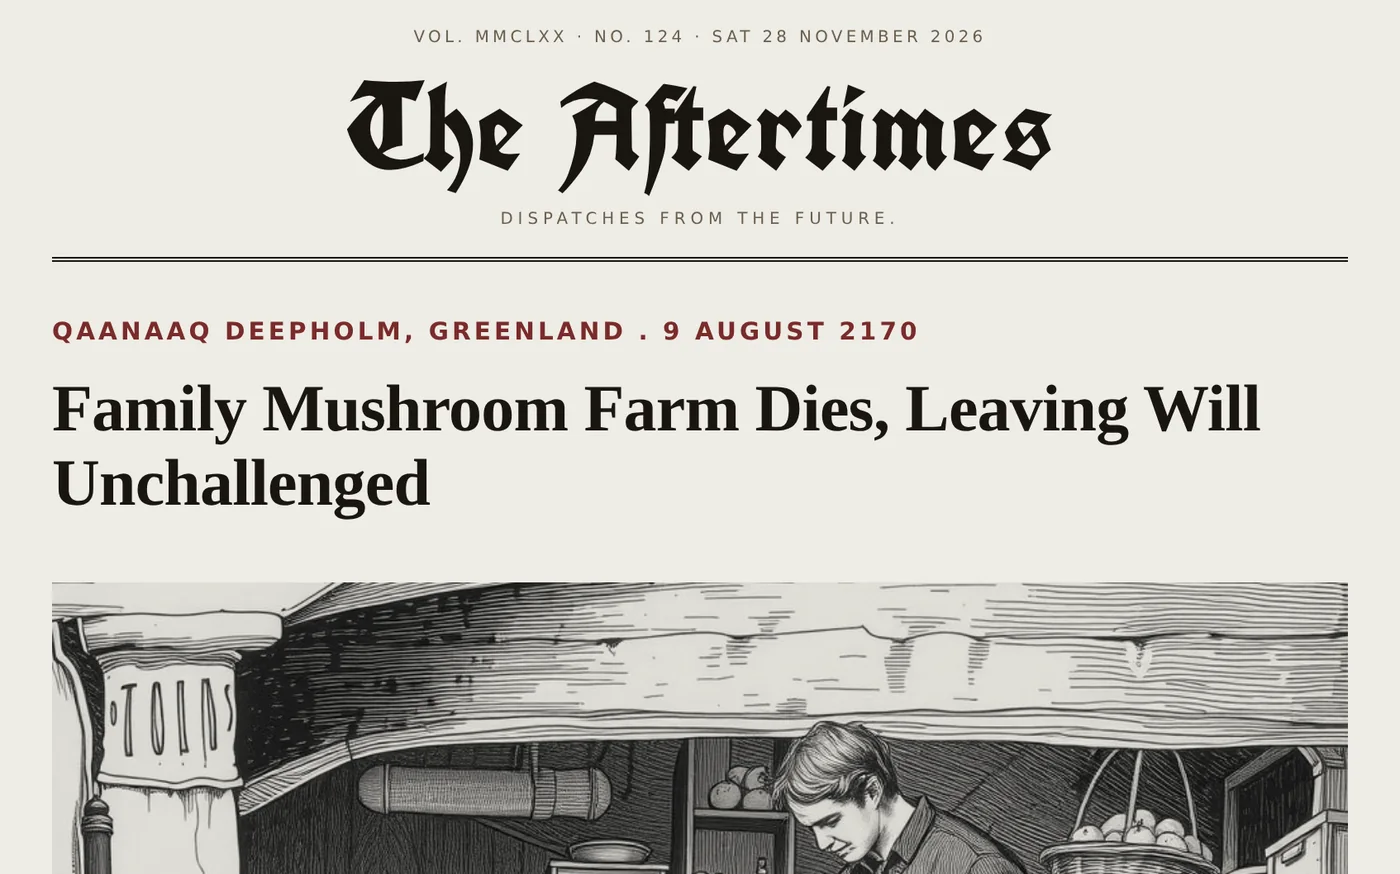 VOL. MMCLXX · NO. 124 · SAT 28 NOVEMBER 2026
The Aftertimes
DISPATCHES FROM THE FUTURE.
QAANAAQ DEEPHOLM, GREENLAND . 9 AUGUST 2170
Family Mushroom Farm Dies, Leaving Will
Unchallenged